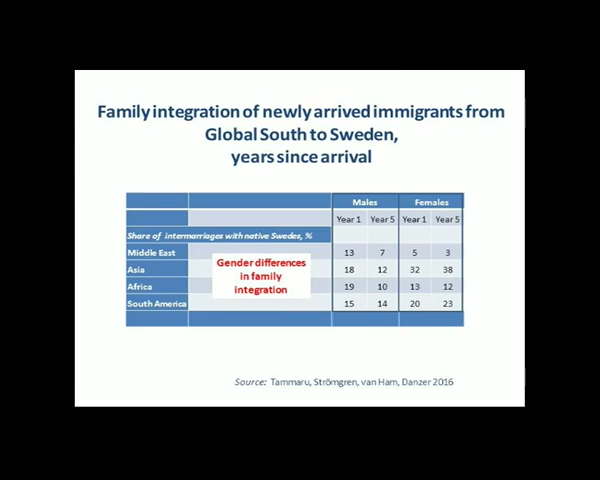 Family integration of newly arrived immigrants from
Global South to Sweden,
years since arrival
Males Females
Year 1 Year 5 Year 1 Year 5
Share of intermarriages with native Swedes, %
Middle East 13 7 5 3
Asia 18 12 32 38
Africa 19 10 13 12
South America 15 14 20 23
Gender differences
in family
integration
Source: Tammaru, Strömgren, van Ham, Danzer 2016